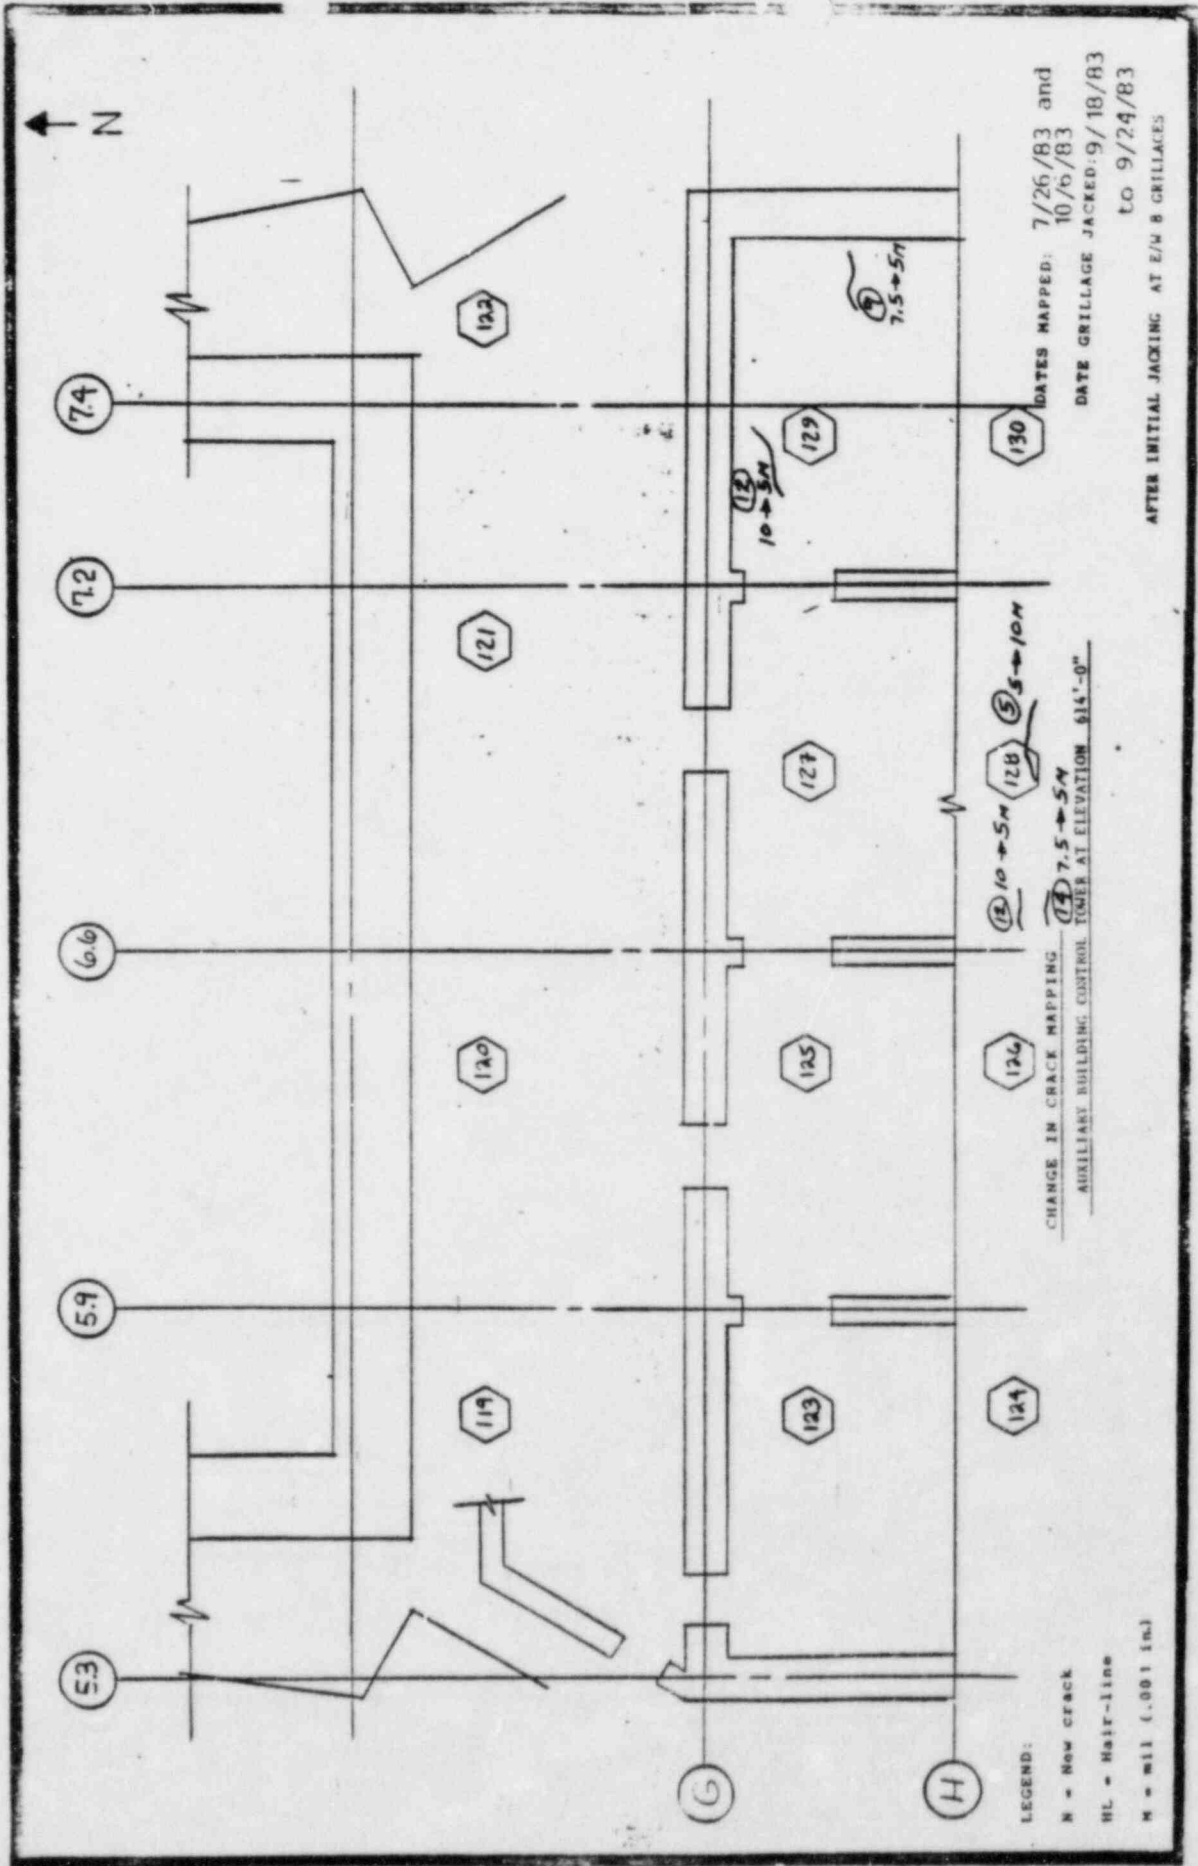 N
5.3
5.9
6.6
7.2
7.4
119
120
121
122
G
(12)
10→5M
(9)
7.5→5M
123
125
127
129
H
124
126
(12) 10→5M
128
(5) 5→10M
130
(14) 7.5→5M
LEGEND:
N = New crack
HL = Hair-line
M = mil (.001 in.)
CHANGE IN CRACK MAPPING
AUXILIARY BUILDING CONTROL TOWER AT ELEVATION 614'-0"
DATES MAPPED: 7/26/83 and
10/6/83
DATE GRILLAGE JACKED: 9/18/83
to 9/24/83
AFTER INITIAL JACKING AT E/W 8 GRILLAGES